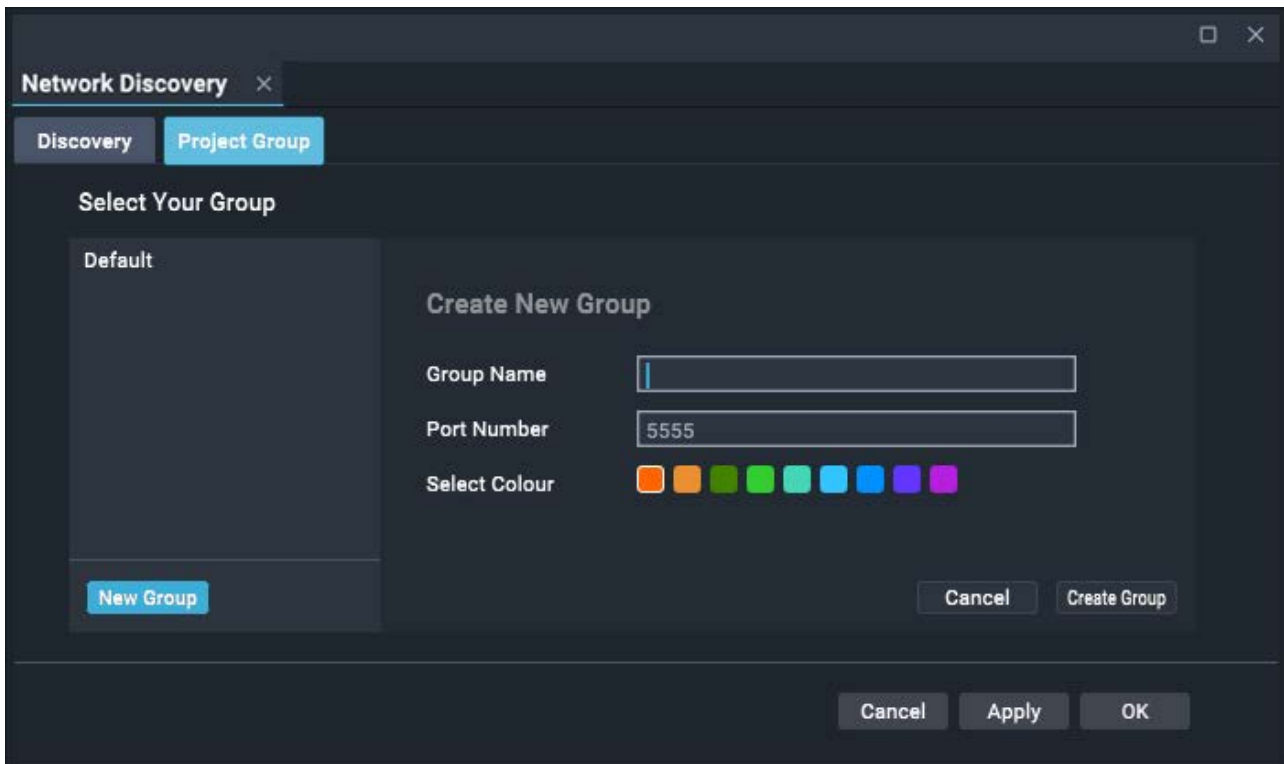 Network Discovery
Discovery Project Group
Select Your Group
Default
Create New Group
Group Name
Port Number 5555
Select Colour
New Group Cancel Create Group
Cancel Apply OK